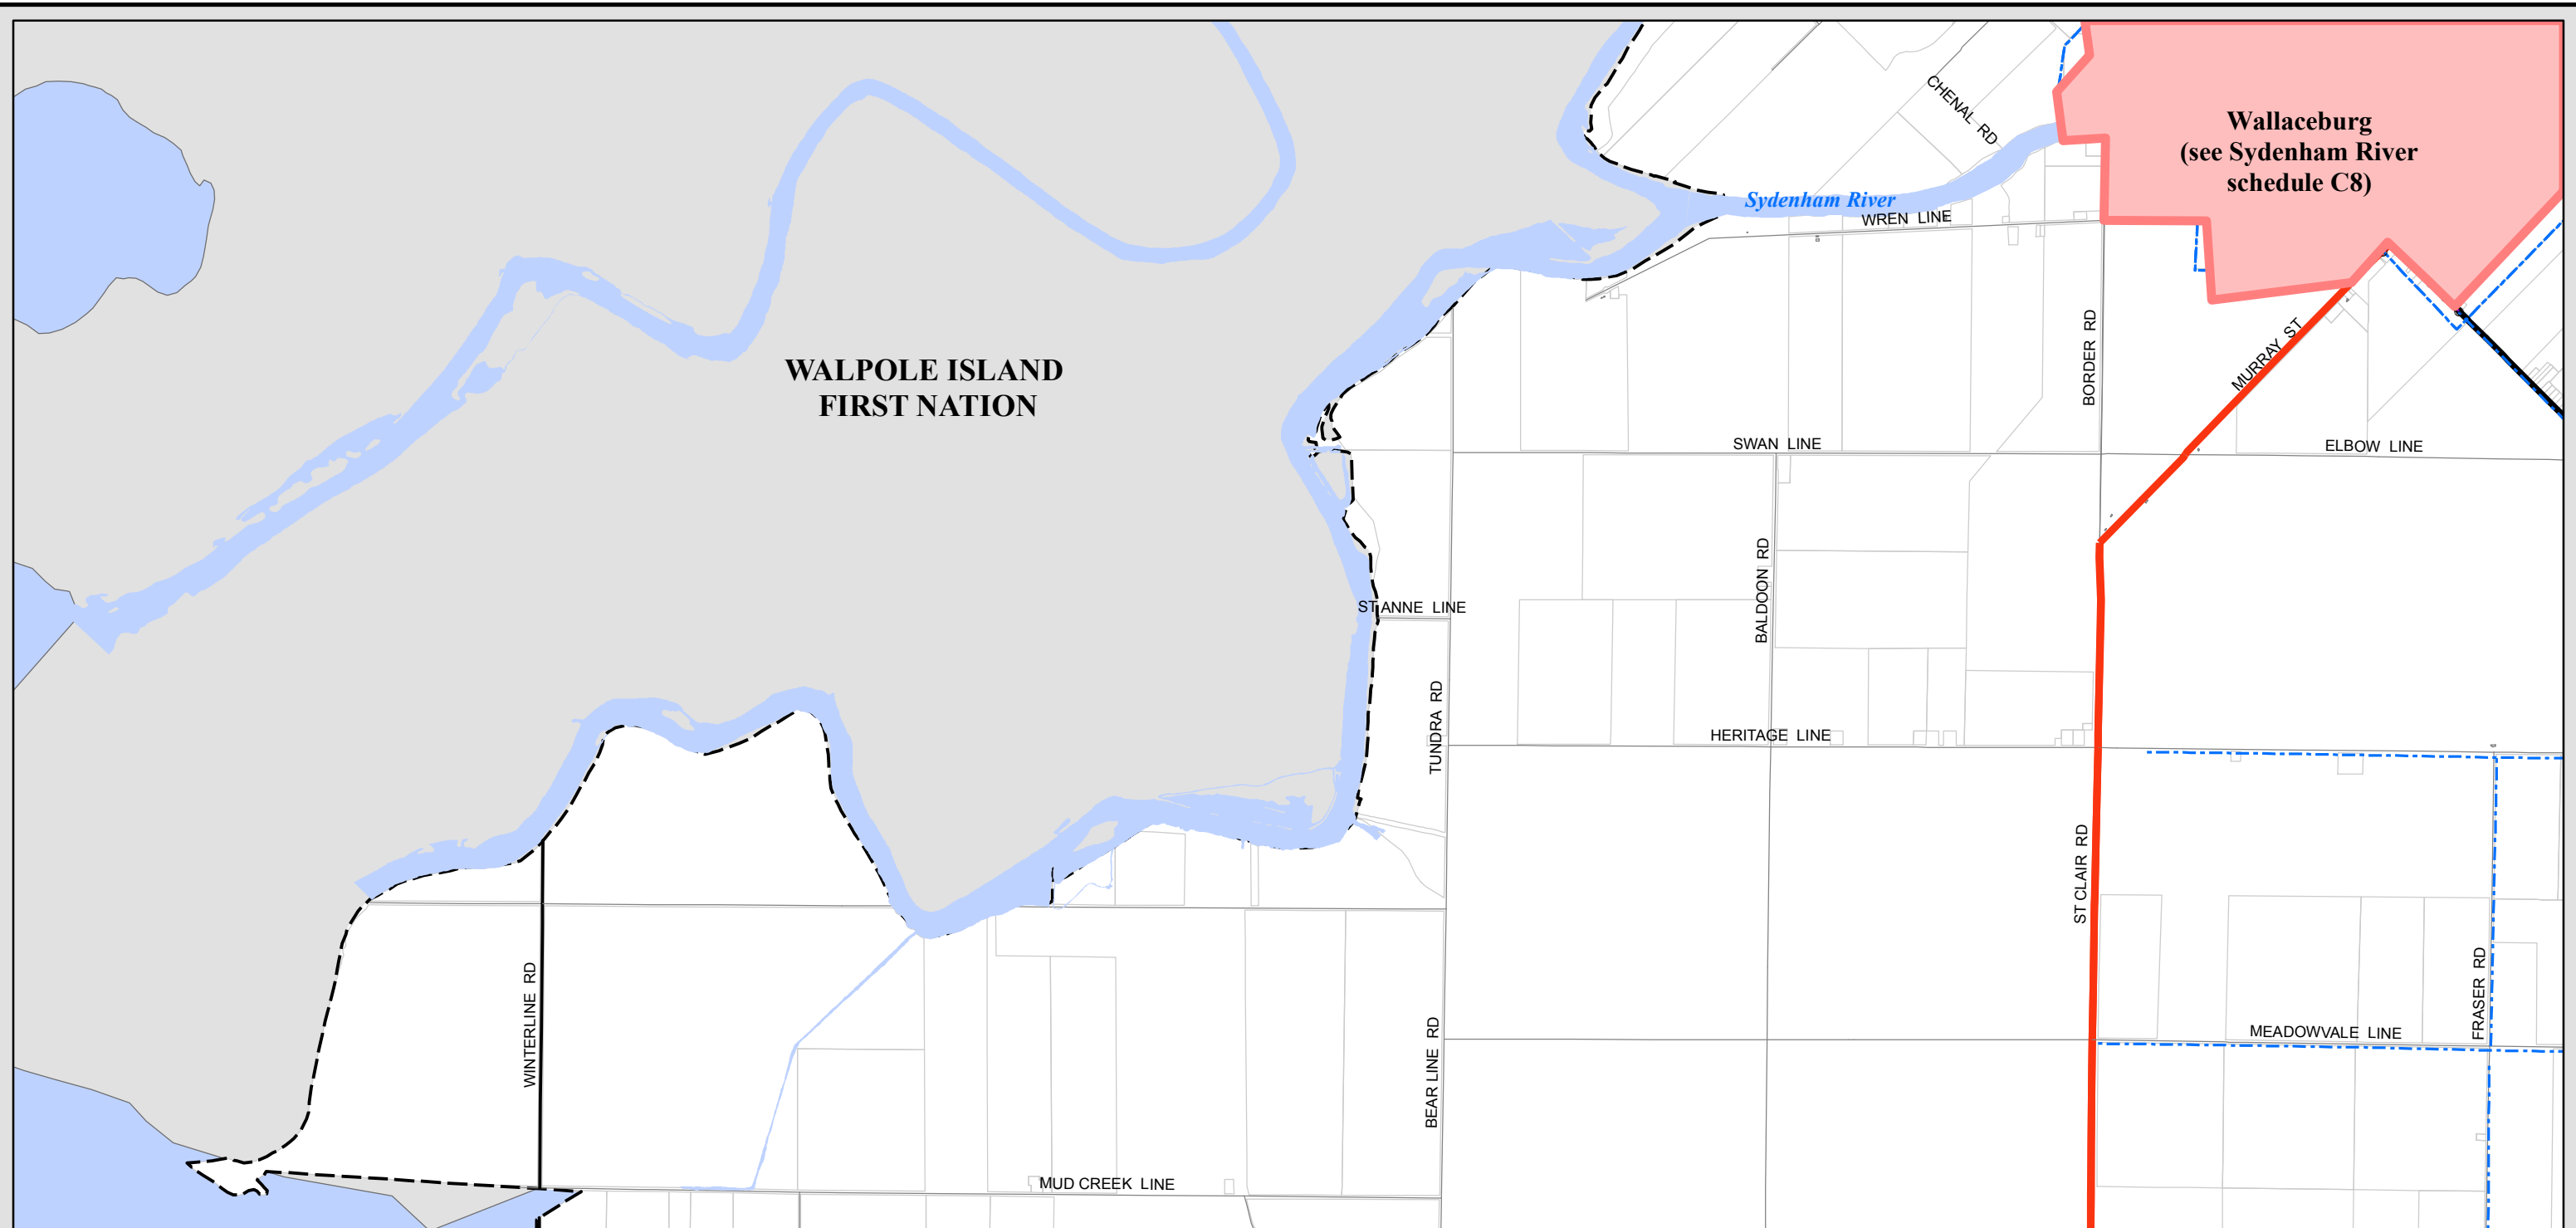 CHENAL RD
Wallaceburg
(see Sydenham River
schedule C8)
Sydenham River
WREN LINE
WALPOLE ISLAND
FIRST NATION
BORDER RD
MURRAY ST
SWAN LINE
ELBOW LINE
BALDOON RD
ST ANNE LINE
TUNDRA RD
HERITAGE LINE
ST CLAIR RD
WINTERLINE RD
FRASER RD
BEAR LINE RD
MEADOWVALE LINE
MUD CREEK LINE